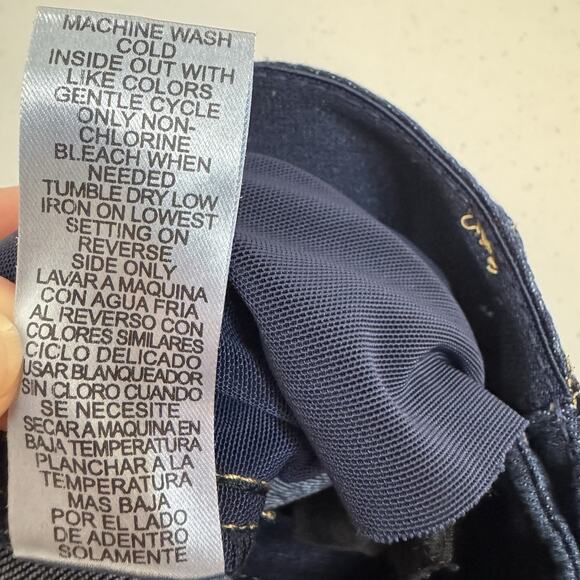 MACHINE WASH
COLD
INSIDE OUT WITH
LIKE COLORS
GENTLE CYCLE
ONLY NON-
CHLORINE
BLEACH WHEN
NEEDED
TUMBLE DRY LOW
IRON ON LOWEST
SETTING ON
REVERSE
SIDE ONLY
LAVAR A MAQUINA
CON AGUA FRIA
AL REVERSO CON
COLORES SIMILARES
CICLO DELICADO
USAR BLANQUEADOR
SIN CLORO CUANDO
SE NECESITE
SECAR A MAQUINA EN
BAJA TEMPERATURA
PLANCHAR A LA
TEMPERATURA
MAS BAJA
POR EL LADO
DE ADENTRO
SOLAMENTE